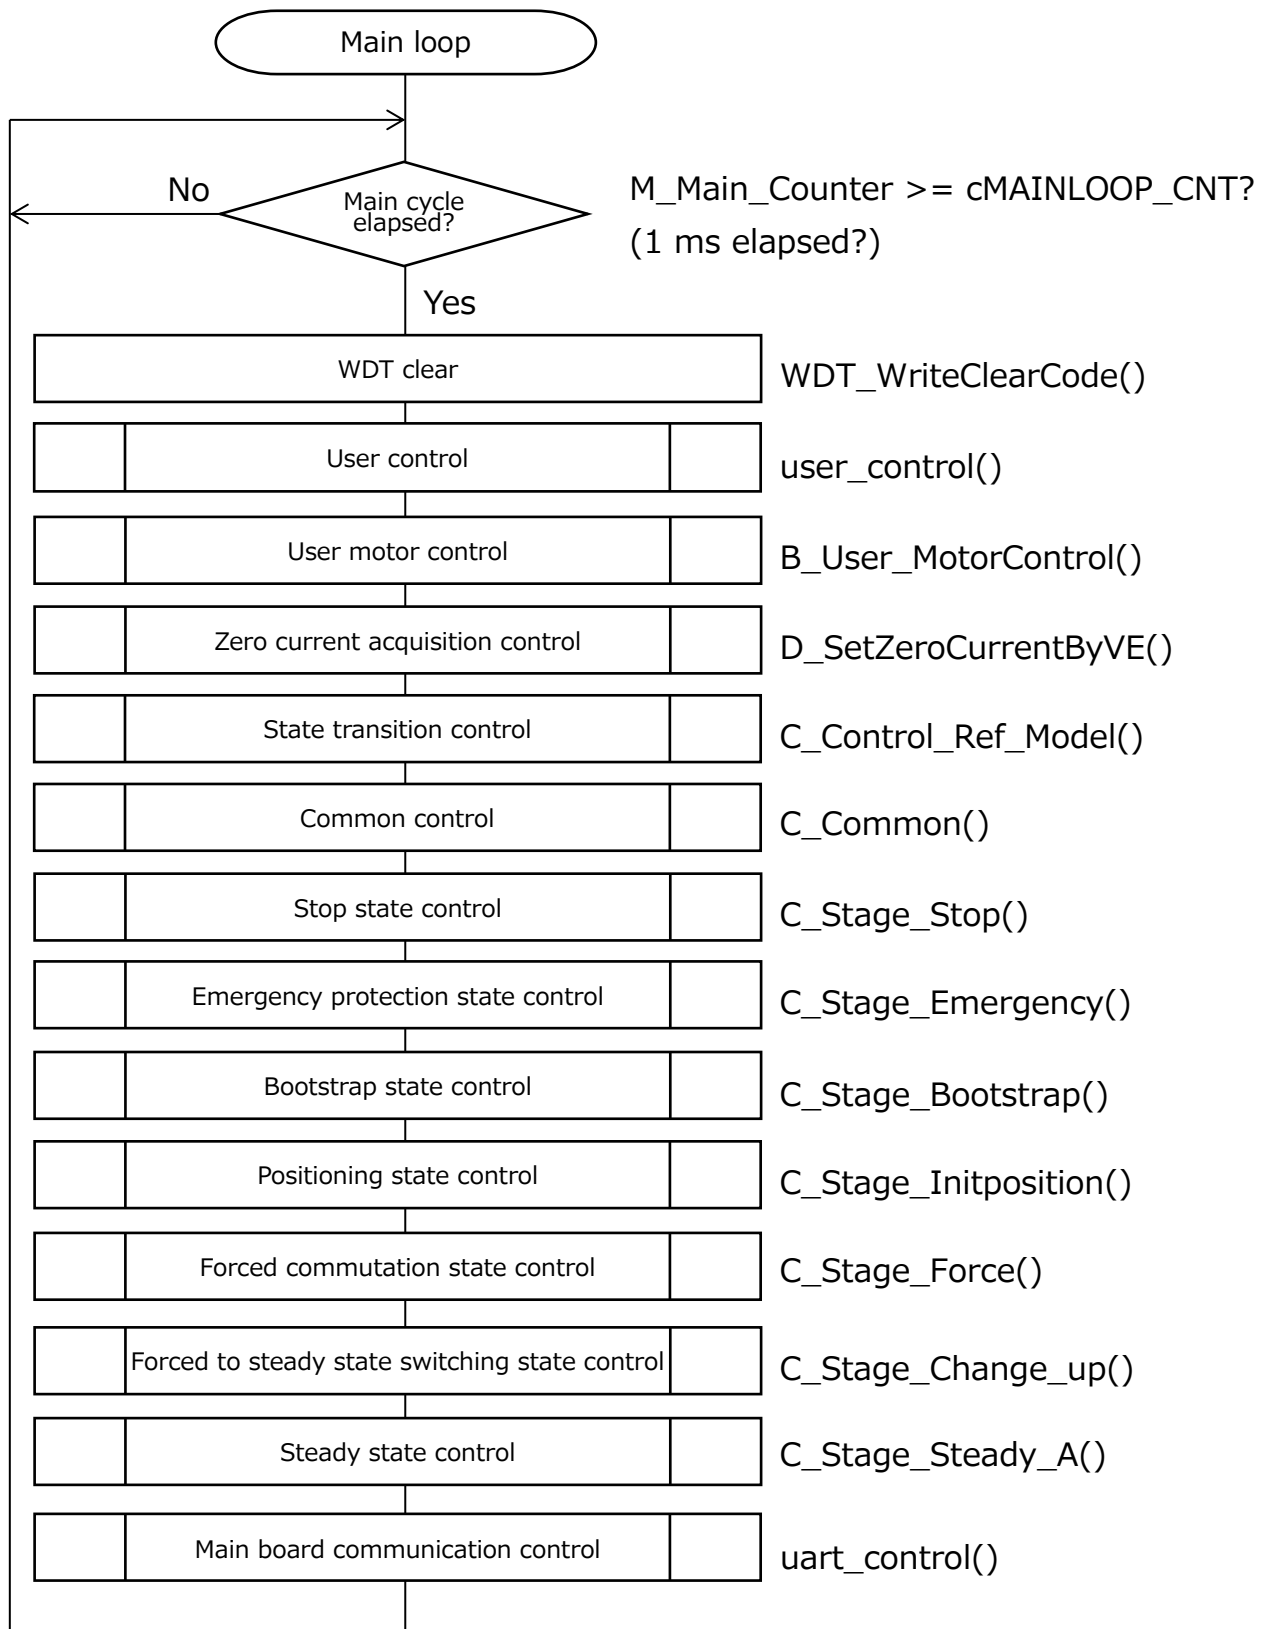 Main loop
No
Main cycle
elapsed?
M_Main_Counter >= cMAINLOOP_CNT?
(1 ms elapsed?)
Yes
WDT clear
WDT_WriteClearCode()
User control
user_control()
User motor control
B_User_MotorControl()
Zero current acquisition control
D_SetZeroCurrentByVE()
State transition control
C_Control_Ref_Model()
Common control
C_Common()
Stop state control
C_Stage_Stop()
Emergency protection state control
C_Stage_Emergency()
Bootstrap state control
C_Stage_Bootstrap()
Positioning state control
C_Stage_Initposition()
Forced commutation state control
C_Stage_Force()
Forced to steady state switching state control
C_Stage_Change_up()
Steady state control
C_Stage_Steady_A()
Main board communication control
uart_control()